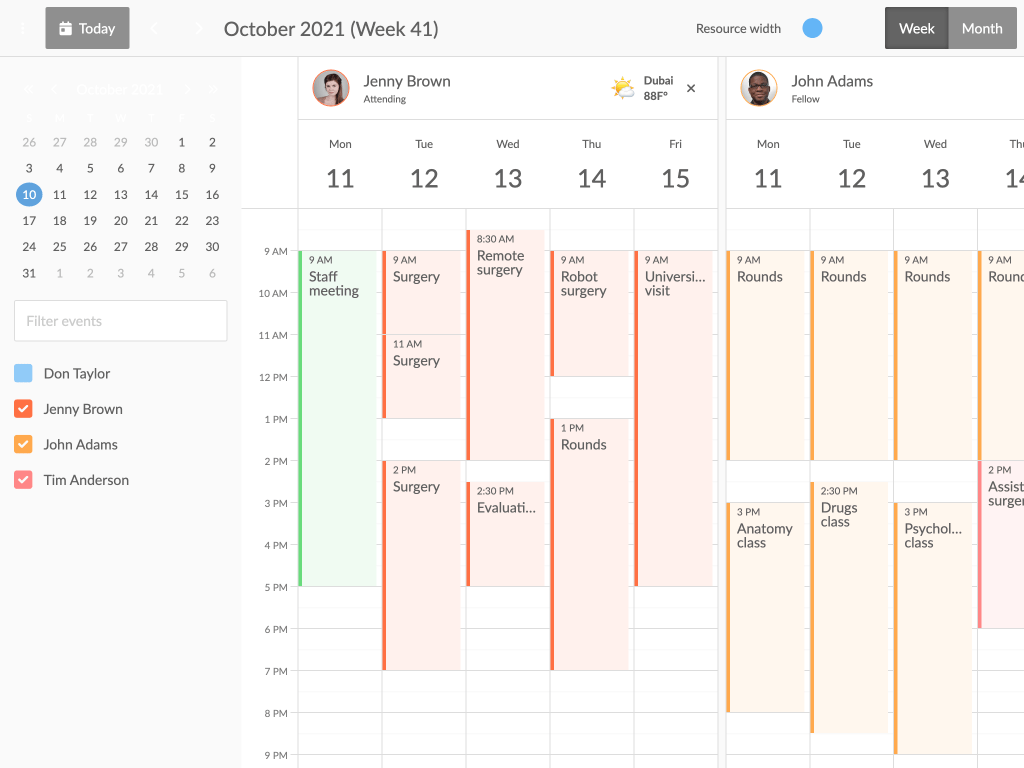 Today
October 2021 (Week 41)
Resource width
Week
Month
October 2021
26 27 28 29 30 1 2
3 4 5 6 7 8 9
10 11 12 13 14 15 16
17 18 19 20 21 22 23
24 25 26 27 28 29 30
31 1 2 3 4 5 6
Filter events
Don Taylor
Jenny Brown
John Adams
Tim Anderson
Jenny Brown
Attending
Dubai
88F°
John Adams
Fellow
Mon Tue Wed Thu Fri
11 12 13 14 15
Mon Tue Wed
11 12 13 14
9 AM
10 AM
11 AM
12 PM
1 PM
2 PM
3 PM
4 PM
5 PM
6 PM
7 PM
8 PM
9 PM
9 AM
Staff
meeting
9 AM
Surgery
11 AM
Surgery
2 PM
Surgery
8:30 AM
Remote
surgery
2:30 PM
Evaluati...
9 AM
Robot
surgery
1 PM
Rounds
9 AM
Universi...
visit
9 AM
Rounds
3 PM
Anatomy
class
9 AM
Rounds
2:30 PM
Drugs
class
9 AM
Rounds
3 PM
Psychol...
class
9 AM
2 PM